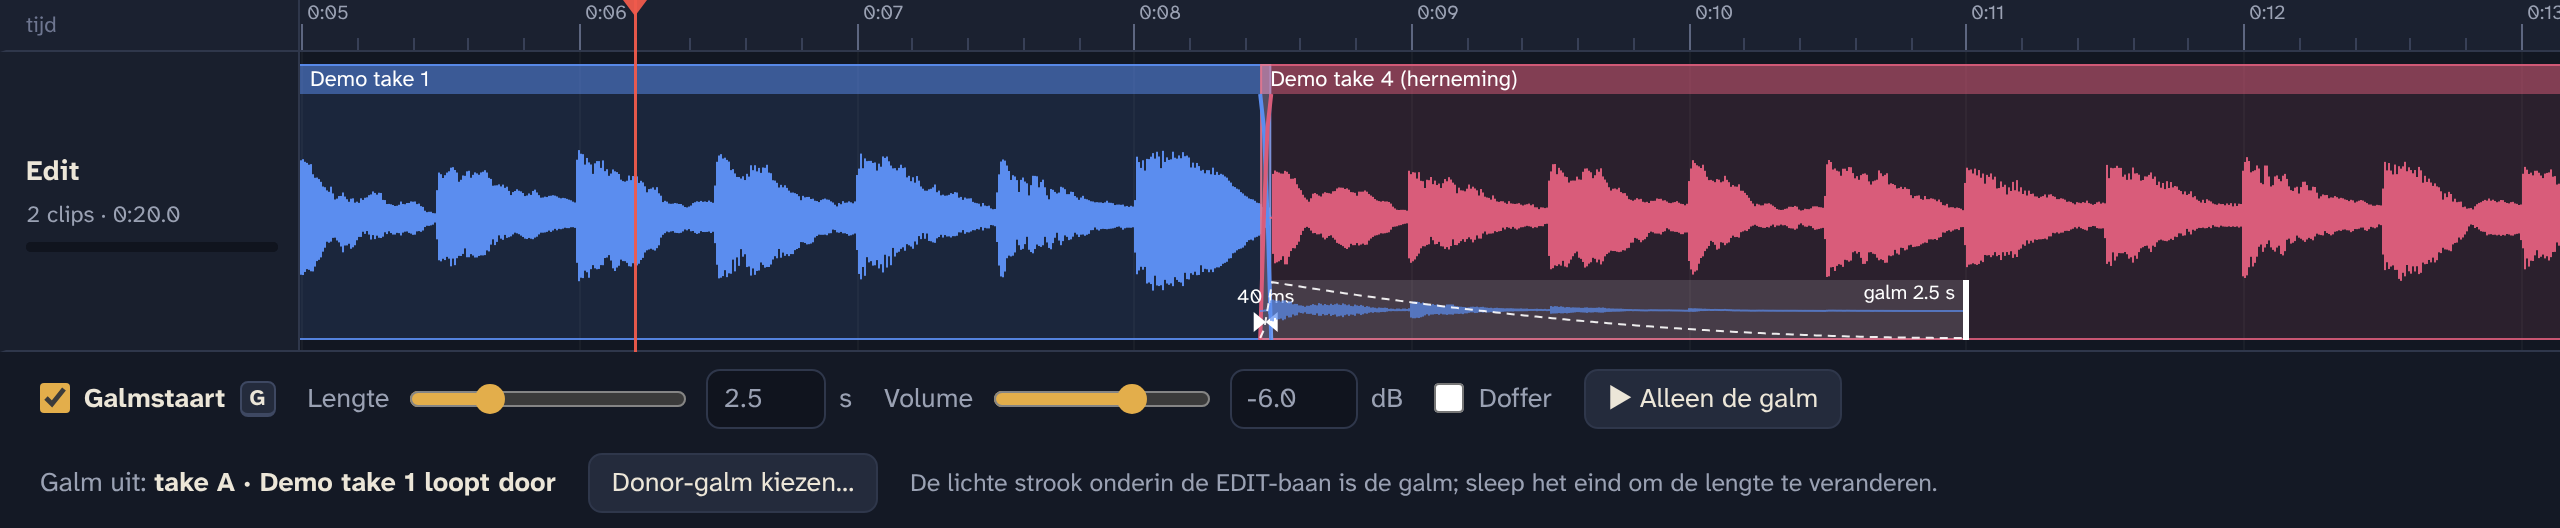 tijd
0:05
0:06
0:07
0:08
0:09
0:10
0:11
0:12
0:13
Demo take 1
Demo take 4 (herneming)
Edit
2 clips · 0:20.0
40 ms
galm 2.5 s
Galmstaart G Lengte 2.5 s Volume -6.0 dB Doffer ▶ Alleen de galm
Galm uit: take A · Demo take 1 loopt door Donor-galm kiezen... De lichte strook onderin de EDIT-baan is de galm; sleep het eind om de lengte te veranderen.